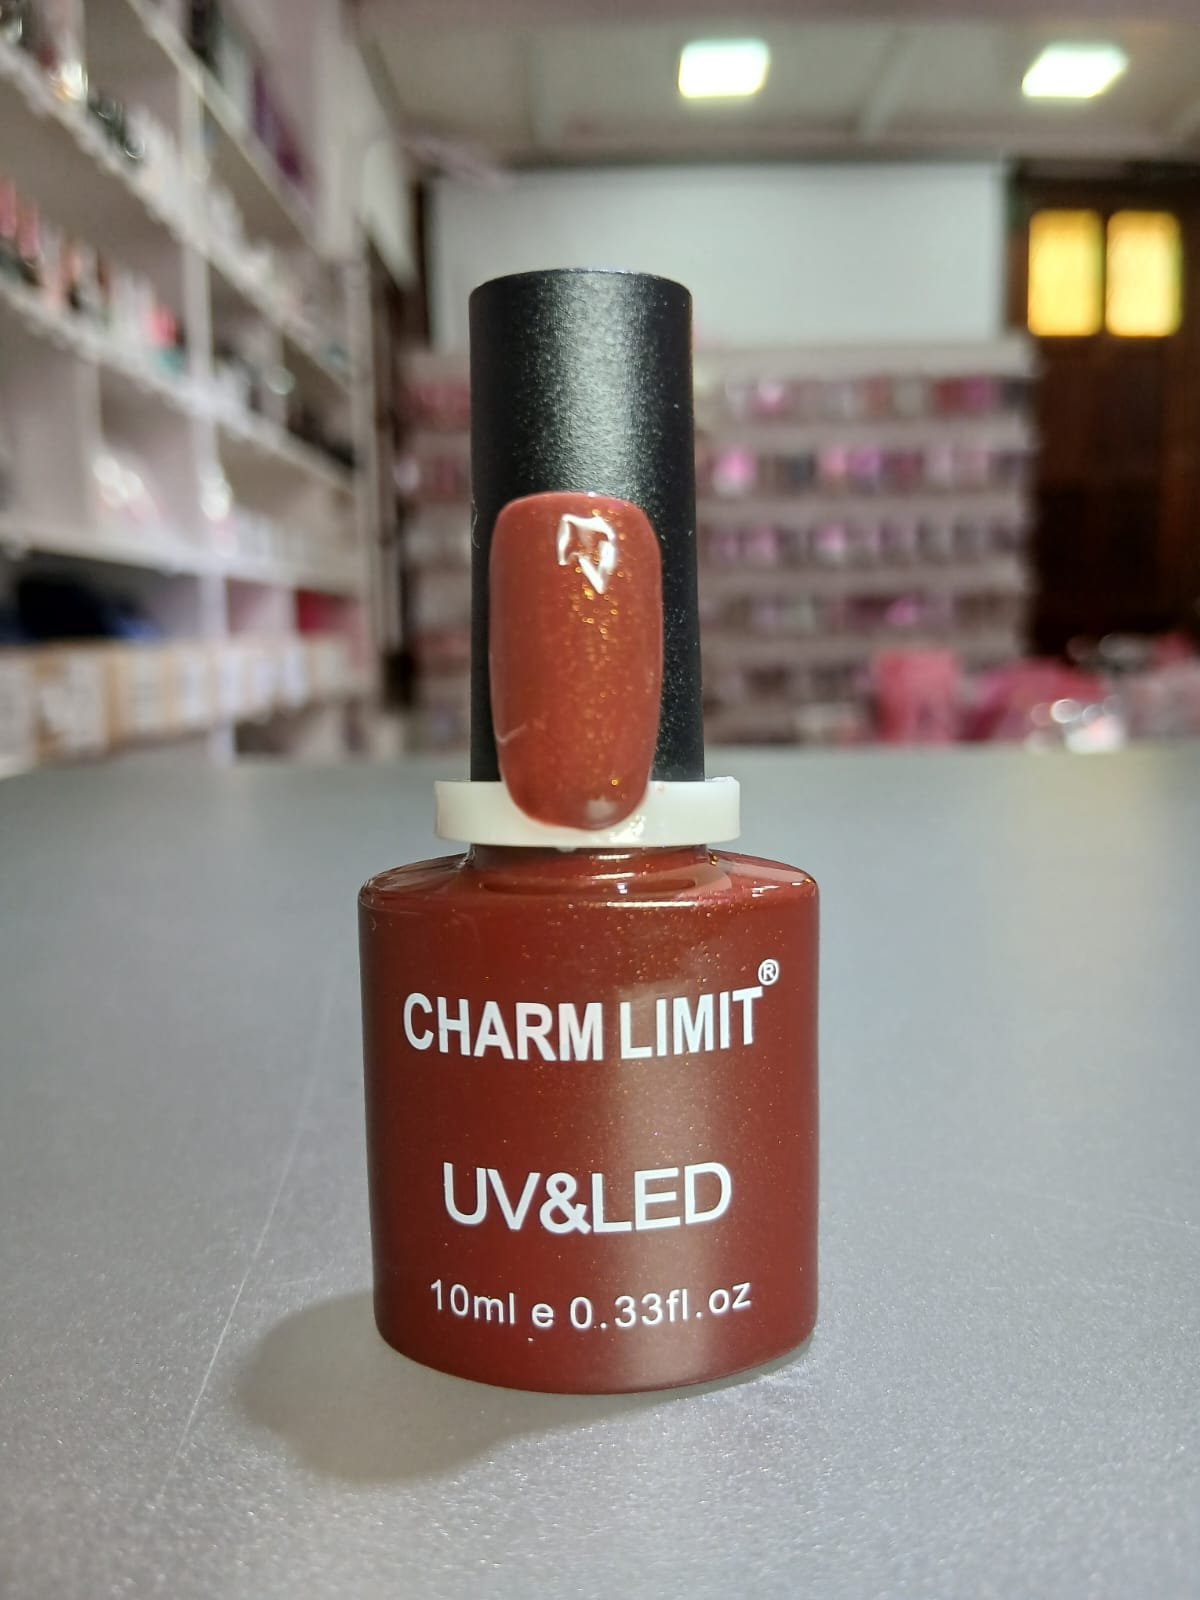 CHARM LIMIT®
UV&LED
10ml e 0.33fl.oz